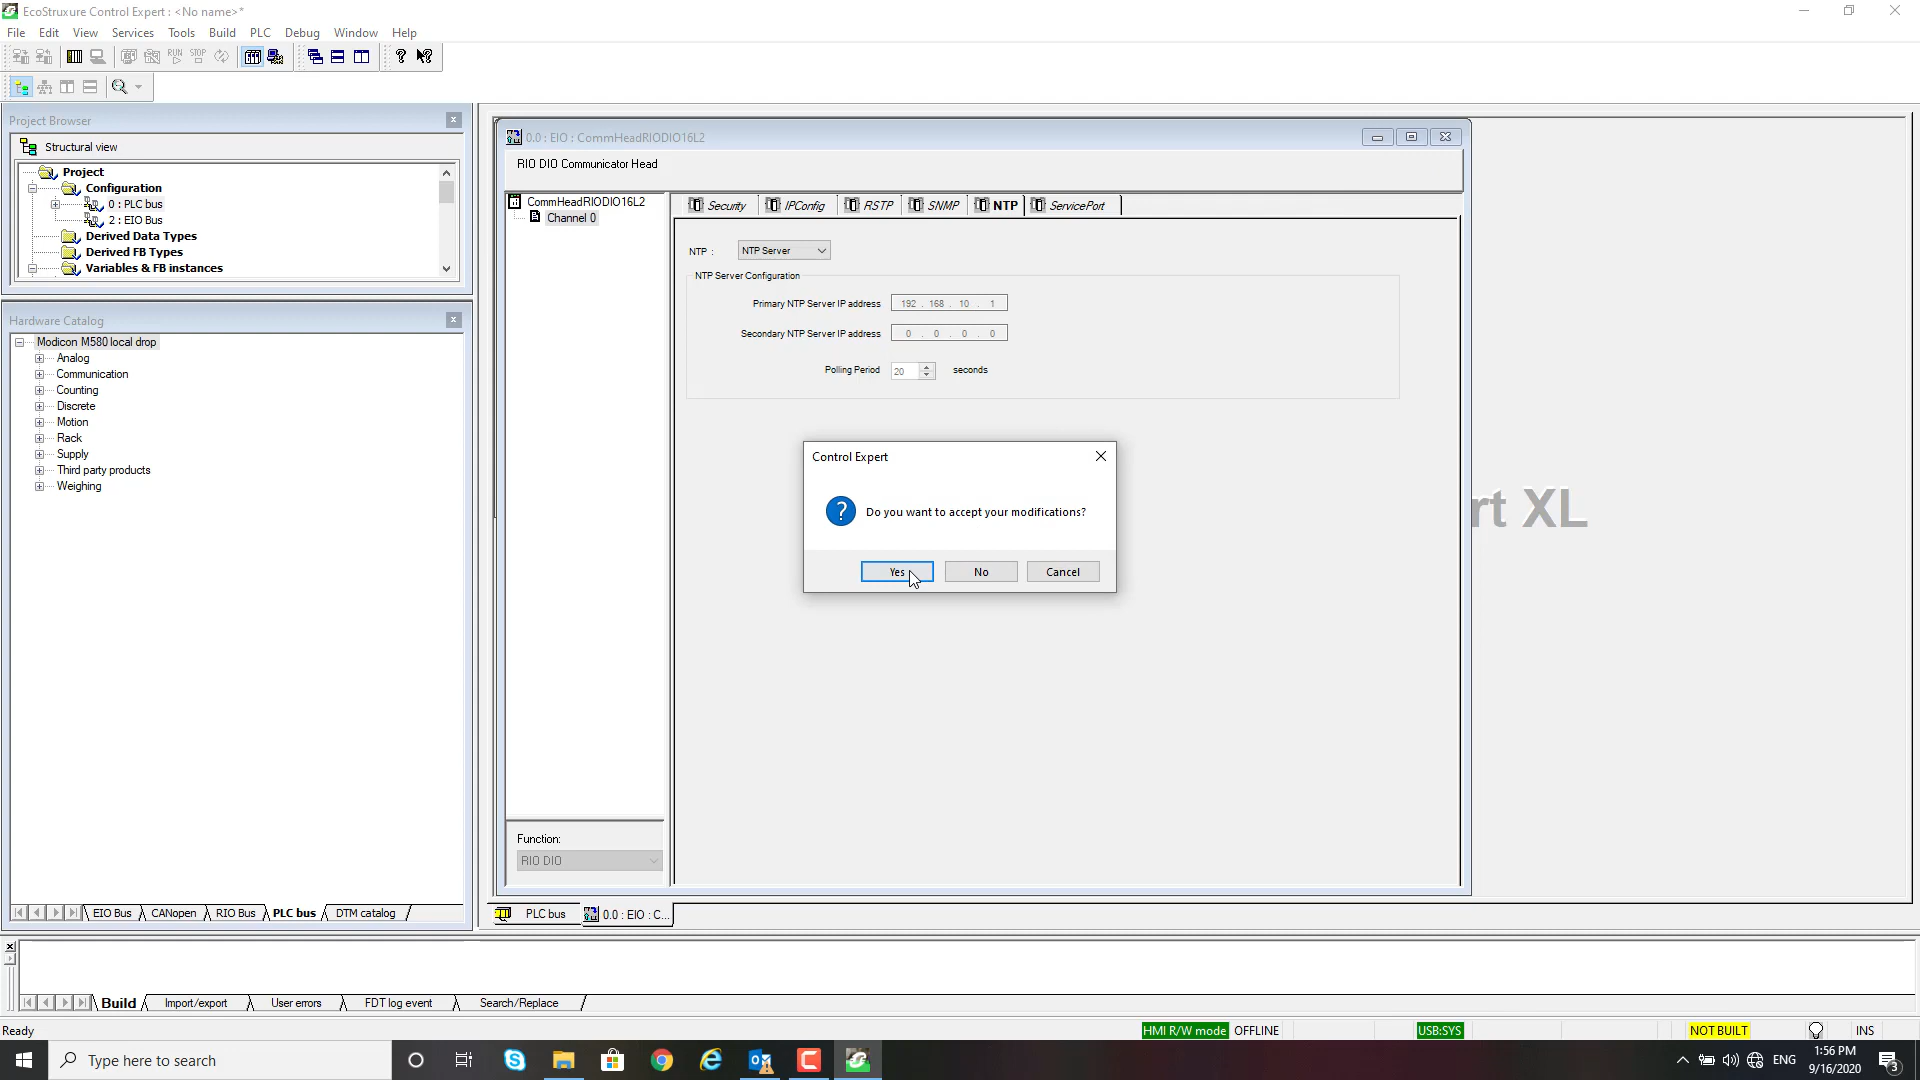 EcoStruxure Control Expert : <No name>*
File Edit View Services Tools Build PLC Debug Window Help
RUN STOP
Project Browser
Structural view
Project
Configuration
0 : PLC bus
2 : EIO Bus
Derived Data Types
Derived FB Types
Variables & FB instances
Hardware Catalog
Modicon M580 local drop
Analog
Communication
Counting
Discrete
Motion
Rack
Supply
Third party products
Weighing
EIO Bus CANopen RIO Bus PLC bus DTM catalog
0.0 : EIO : CommHeadRIODIO16L2
RIO DIO Communicator Head
CommHeadRIODIO16L2
Channel 0
Function:
RIO DIO
Security IPConfig RSTP SNMP NTP ServicePort
NTP : NTP Server
NTP Server Configuration
Primary NTP Server IP address 192 . 168 . 10 . 1
Secondary NTP Server IP address 0 . 0 . 0 . 0
Polling Period 20 seconds
Control Expert
? Do you want to accept your modifications?
Yes No Cancel
rt XL
PLC bus 0.0 : EIO : C...
Build Import/export User errors FDT log event Search/Replace
Ready HMI R/W mode OFFLINE USB:SYS NOT BUILT INS
Type here to search
ENG 1:56 PM
9/16/2020
3